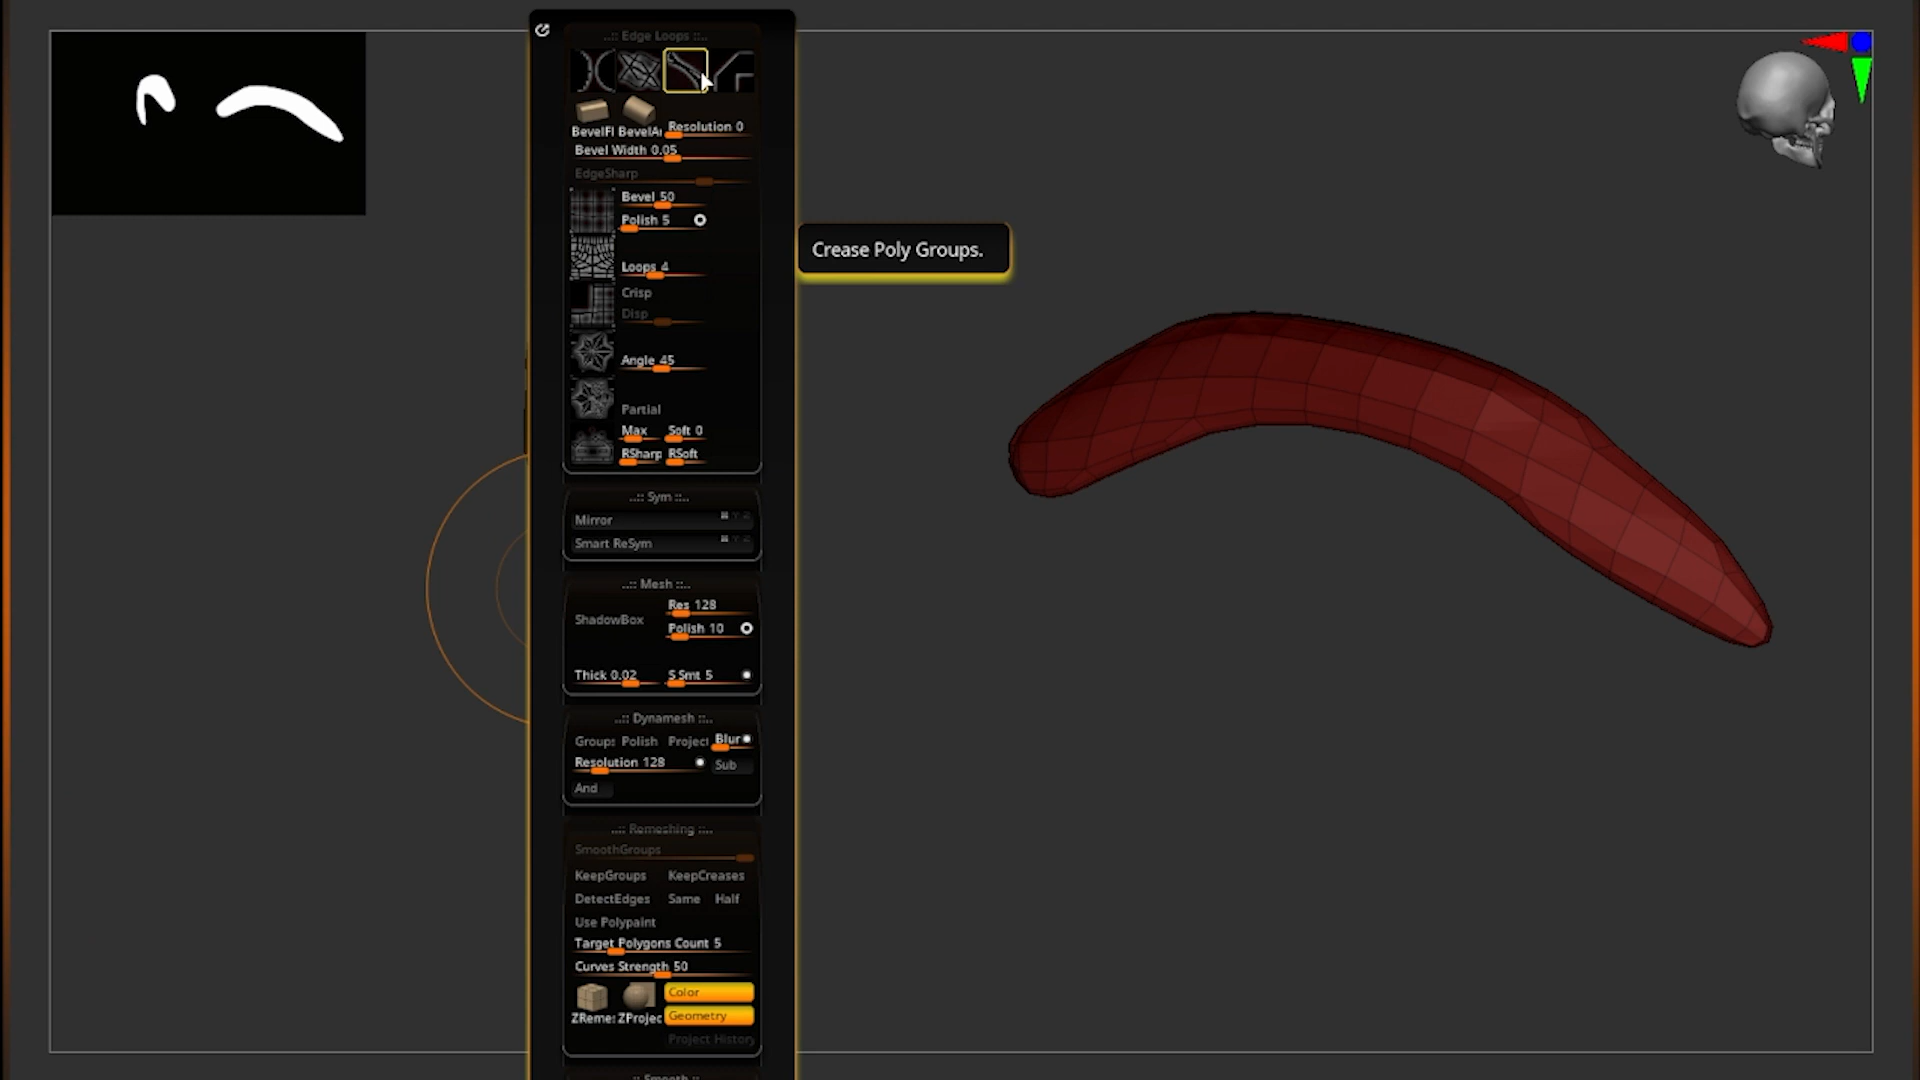 ..:: Edge Loops ::..
BevelFl BevelAr Resolution 0
Bevel Width 0.05
EdgeSharp
Bevel 50
Polish 5
Crease Poly Groups.
Loops 4
Crisp
Disp
Angle 45
Partial
Max Soft 0
RSharp RSoft
..:: Sym ::..
Mirror
Smart ReSym
..:: Mesh ::..
Res 128
ShadowBox
Polish 10
Thick 0.02 S Smt 5
..:: Dynamesh ::..
Groups Polish Project Blur
Resolution 128 Sub
And
..:: Remeshing ::..
SmoothGroups
KeepGroups KeepCreases
DetectEdges Same Half
Use Polypaint
Target Polygons Count 5
Curves Strength 50
Color
ZReme: ZProjec Geometry
Project History
..:: Smooth ::..